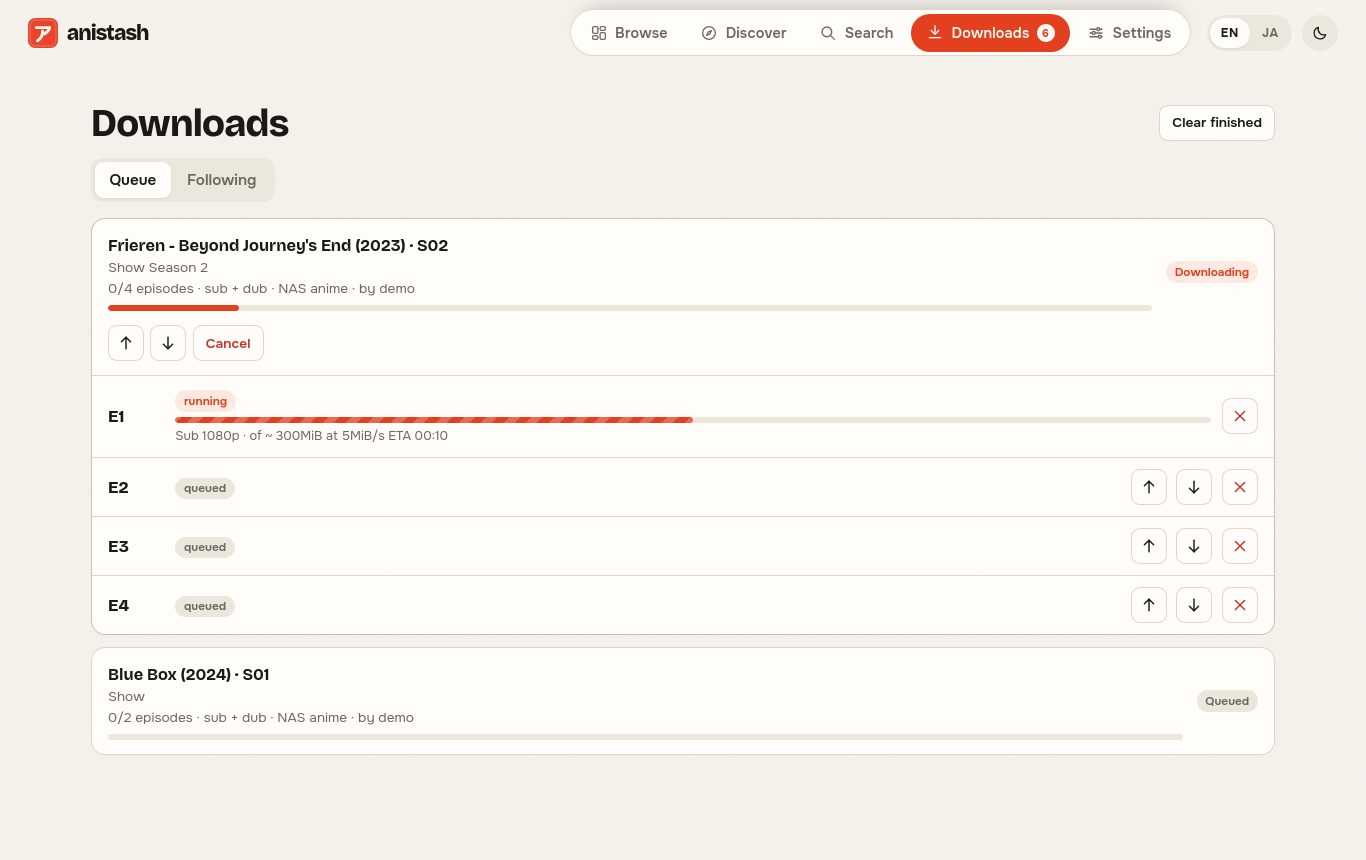 anistash
Browse
Discover
Search
Downloads 6
Settings
EN JA
Downloads
Clear finished
Queue Following
Frieren - Beyond Journey's End (2023) · S02
Show Season 2
0/4 episodes · sub + dub · NAS anime · by demo
Downloading
↑ ↓ Cancel
E1
running
Sub 1080p · of ~ 300MiB at 5MiB/s ETA 00:10
E2 queued
E3 queued
E4 queued
Blue Box (2024) · S01
Show
0/2 episodes · sub + dub · NAS anime · by demo
Queued